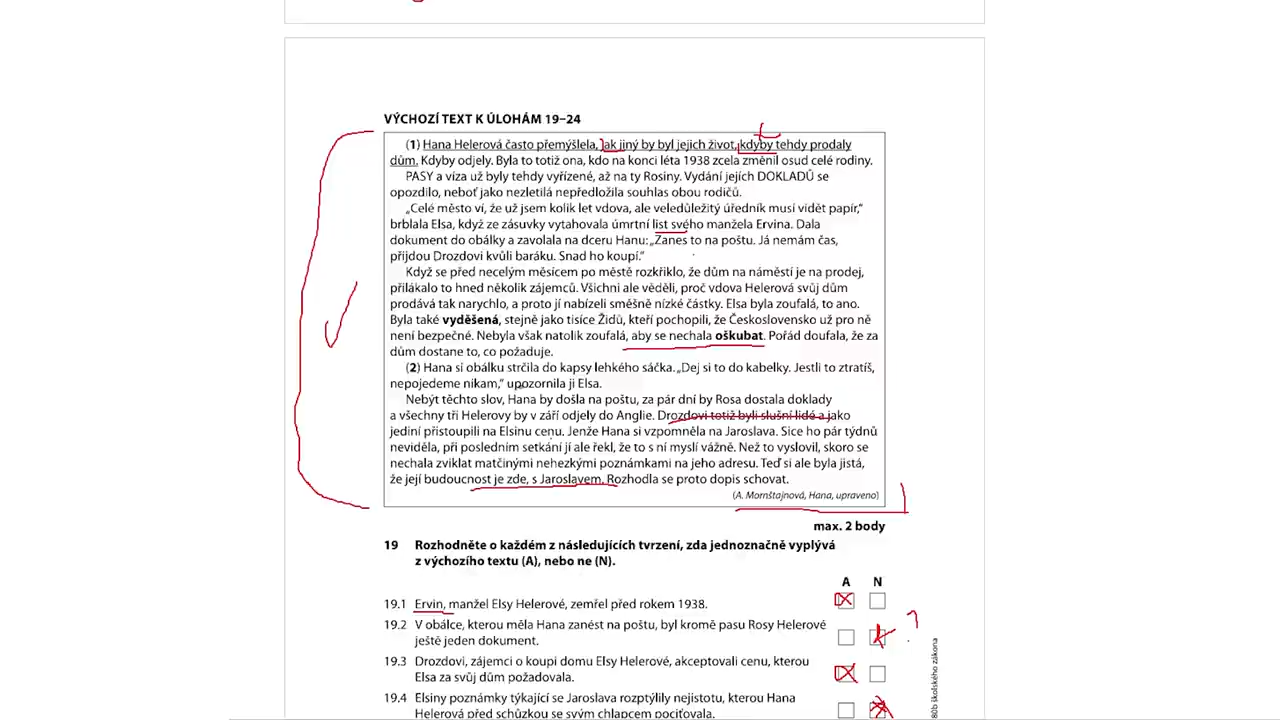 VÝCHOZÍ TEXT K ÚLOHÁM 19–24
(1) Hana Helerová často přemýšlela, jak jiný by byl jejich život, kdyby tehdy prodaly
dům. Kdyby odjely. Byla to totiž ona, kdo na konci léta 1938 zcela změnil osud celé rodiny.
PASY a víza už byly tehdy vyřízené, až na ty Rosiny. Vydání jejích DOKLADŮ se
opozdilo, neboť jako nezletilá nepředložila souhlas obou rodičů.
„Celé město ví, že už jsem kolik let vdova, ale veledůležitý úředník musí vidět papír,“
brblala Elsa, když ze zásuvky vytahovala úmrtní list svého manžela Ervina. Dala
dokument do obálky a zavolala na dceru Hanu: „Zanes to na poštu. Já nemám čas,
přijdou Drozdovi kvůli baráku. Snad ho koupí.“
Když se před necelým měsícem po městě rozkřiklo, že dům na náměstí je na prodej,
přilákalo to hned několik zájemců. Všichni ale věděli, proč vdova Helerová svůj dům
prodává tak narychlo, a proto jí nabízeli směšně nízké částky. Elsa byla zoufalá, to ano.
Byla také vyděšená, stejně jako tisíce Židů, kteří pochopili, že Československo už pro ně
není bezpečné. Nebyla však natolik zoufalá, aby se nechala oškubat. Pořád doufala, že za
dům dostane to, co požaduje.
(2) Hana si obálku strčila do kapsy lehkého sáčka. „Dej si to do kabelky. Jestli to ztratíš,
nepojedeme nikam,“ upozornila ji Elsa.
Nebýt těchto slov, Hana by došla na poštu, za pár dní by Rosa dostala doklady
a všechny tři Helerovy by v září odjely do Anglie. Drozdovi totiž byli slušní lidé a jako
jediní přistoupili na Elsinu cenu. Jenže Hana si vzpomněla na Jaroslava. Sice ho pár týdnů
neviděla, při posledním setkání jí ale řekl, že to s ní myslí vážně. Než to vyslovil, skoro se
nechala zviklat matčinými nehezkými poznámkami na jeho adresu. Teď si ale byla jistá,
že její budoucnost je zde, s Jaroslavem. Rozhodla se proto dopis schovat.
(A. Mornštajnová, Hana, upraveno)
max. 2 body
19 Rozhodněte o každém z následujících tvrzení, zda jednoznačně vyplývá
z výchozího textu (A), nebo ne (N).
A N
19.1 Ervin, manžel Elsy Helerové, zemřel před rokem 1938.
19.2 V obálce, kterou měla Hana zanést na poštu, byl kromě pasu Rosy Helerové
ještě jeden dokument.
?
19.3 Drozdovi, zájemci o koupi domu Elsy Helerové, akceptovali cenu, kterou
Elsa za svůj dům požadovala.
19.4 Elsiny poznámky týkající se Jaroslava rozptýlily nejistotu, kterou Hana
Helerová před schůzkou se svým chlapcem pociťovala.
80b školského zákona